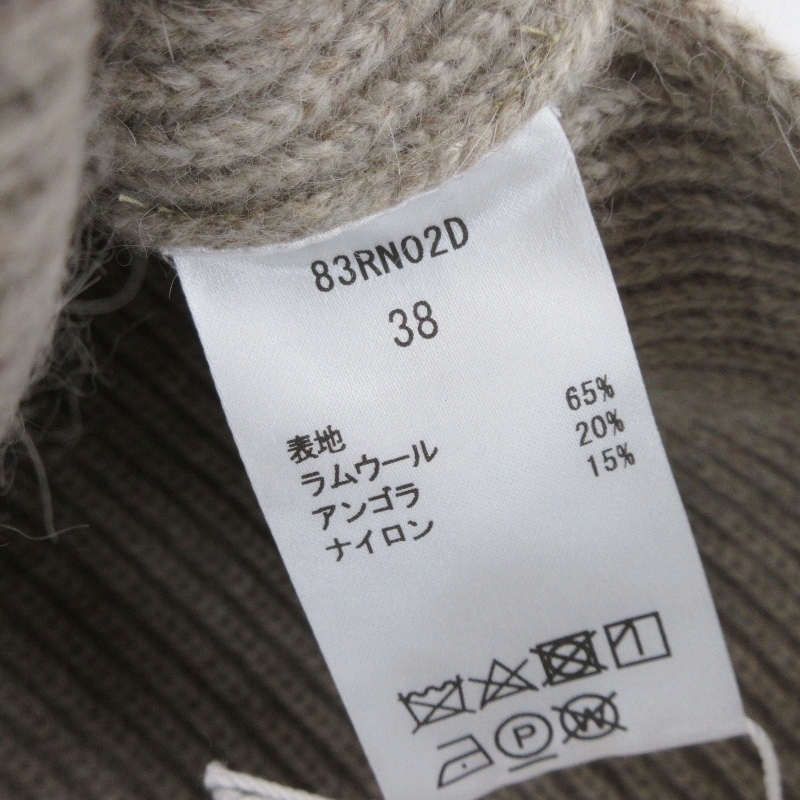 83RN02D
38
表地
ラムウール 65%
アンゴラ 20%
ナイロン 15%
P W